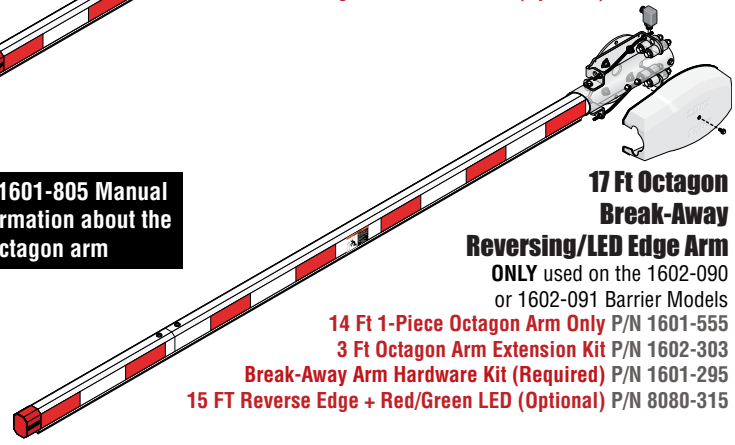 1601-805 Manual
rmation about the
ctagon arm
17 Ft Octagon
Break-Away
Reversing/LED Edge Arm
ONLY used on the 1602-090
or 1602-091 Barrier Models
14 Ft 1-Piece Octagon Arm Only P/N 1601-555
3 Ft Octagon Arm Extension Kit P/N 1602-303
Break-Away Arm Hardware Kit (Required) P/N 1601-295
15 FT Reverse Edge + Red/Green LED (Optional) P/N 8080-315